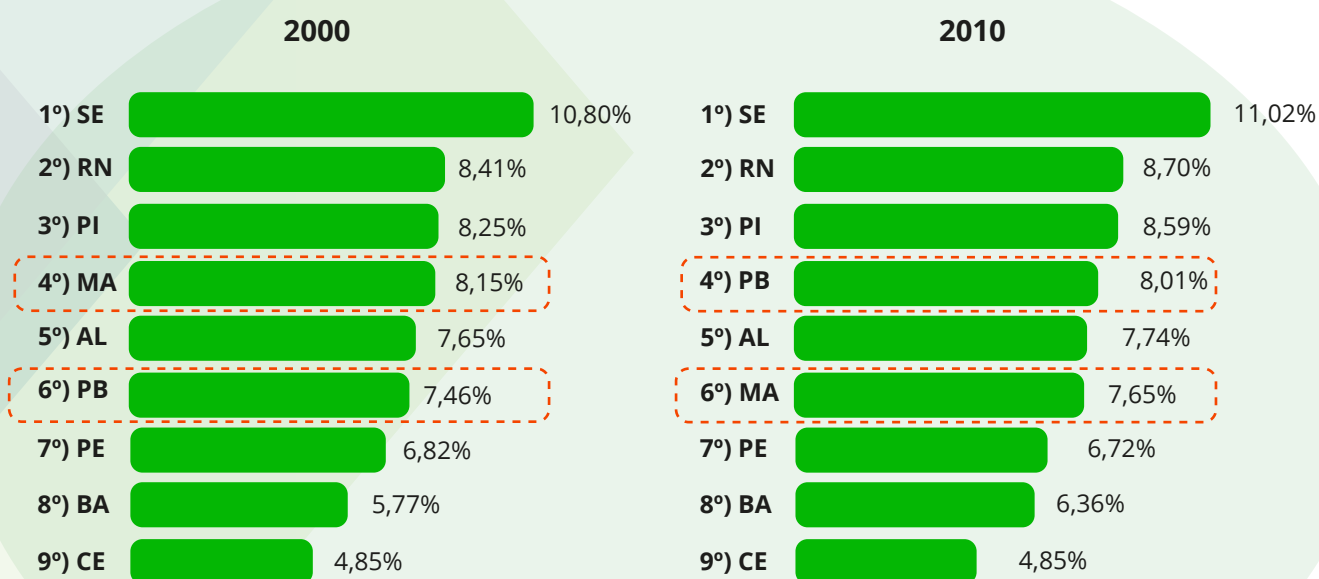 2000
1º) SE 10,80%
2º) RN 8,41%
3º) PI 8,25%
4º) MA 8,15%
5º) AL 7,65%
6º) PB 7,46%
7º) PE 6,82%
8º) BA 5,77%
9º) CE 4,85%
2010
1º) SE 11,02%
2º) RN 8,70%
3º) PI 8,59%
4º) PB 8,01%
5º) AL 7,74%
6º) MA 7,65%
7º) PE 6,72%
8º) BA 6,36%
9º) CE 4,85%